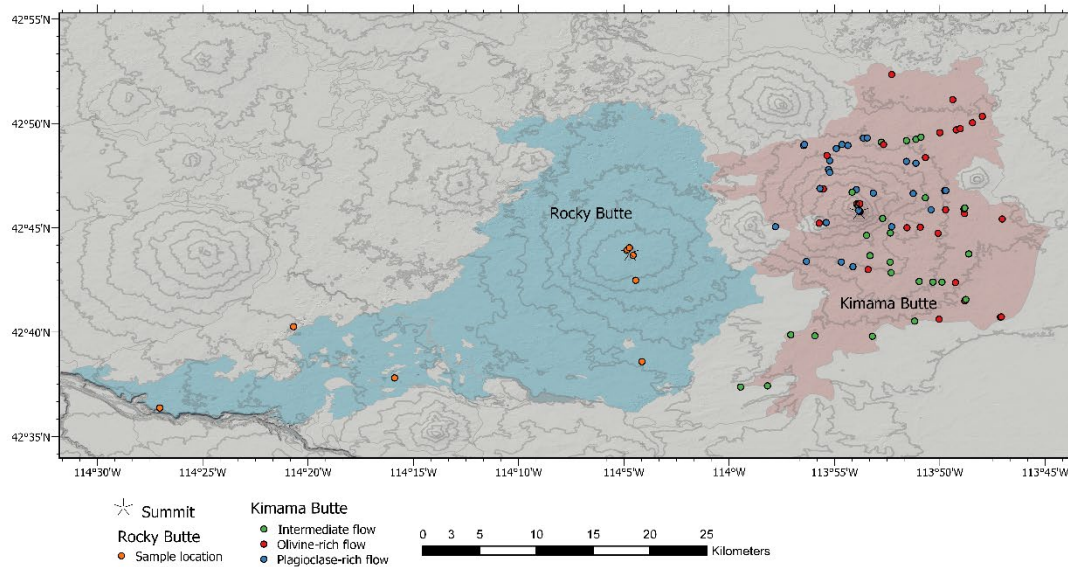 42°55'N
42°50'N
42°45'N
42°40'N
42°35'N
Rocky Butte
Kimama Butte
114°30'W 114°25'W 114°20'W 114°15'W 114°10'W 114°5'W 114°W 113°55'W 113°50'W 113°45'W
Summit
Rocky Butte
Sample location
Kimama Butte
Intermediate flow
Olivine-rich flow
Plagioclase-rich flow
0 3 5 10 15 20 25
Kilometers